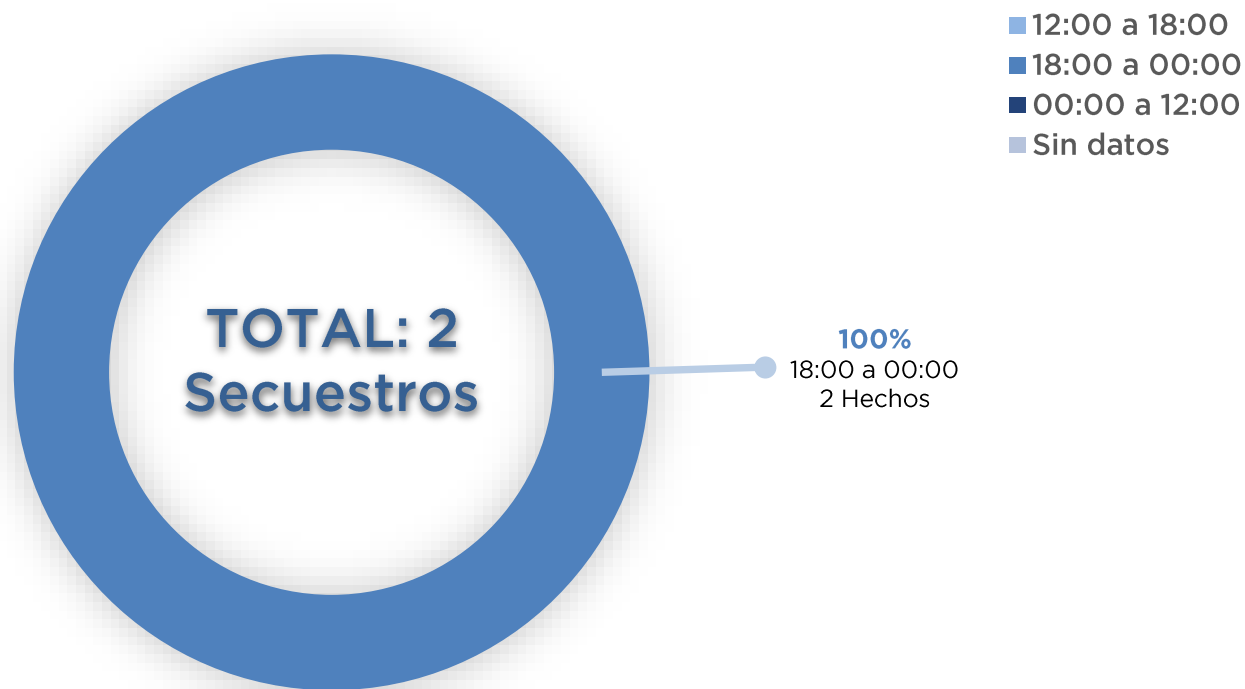 12:00 a 18:00
18:00 a 00:00
00:00 a 12:00
Sin datos
TOTAL: 2
Secuestros
100%
18:00 a 00:00
2 Hechos